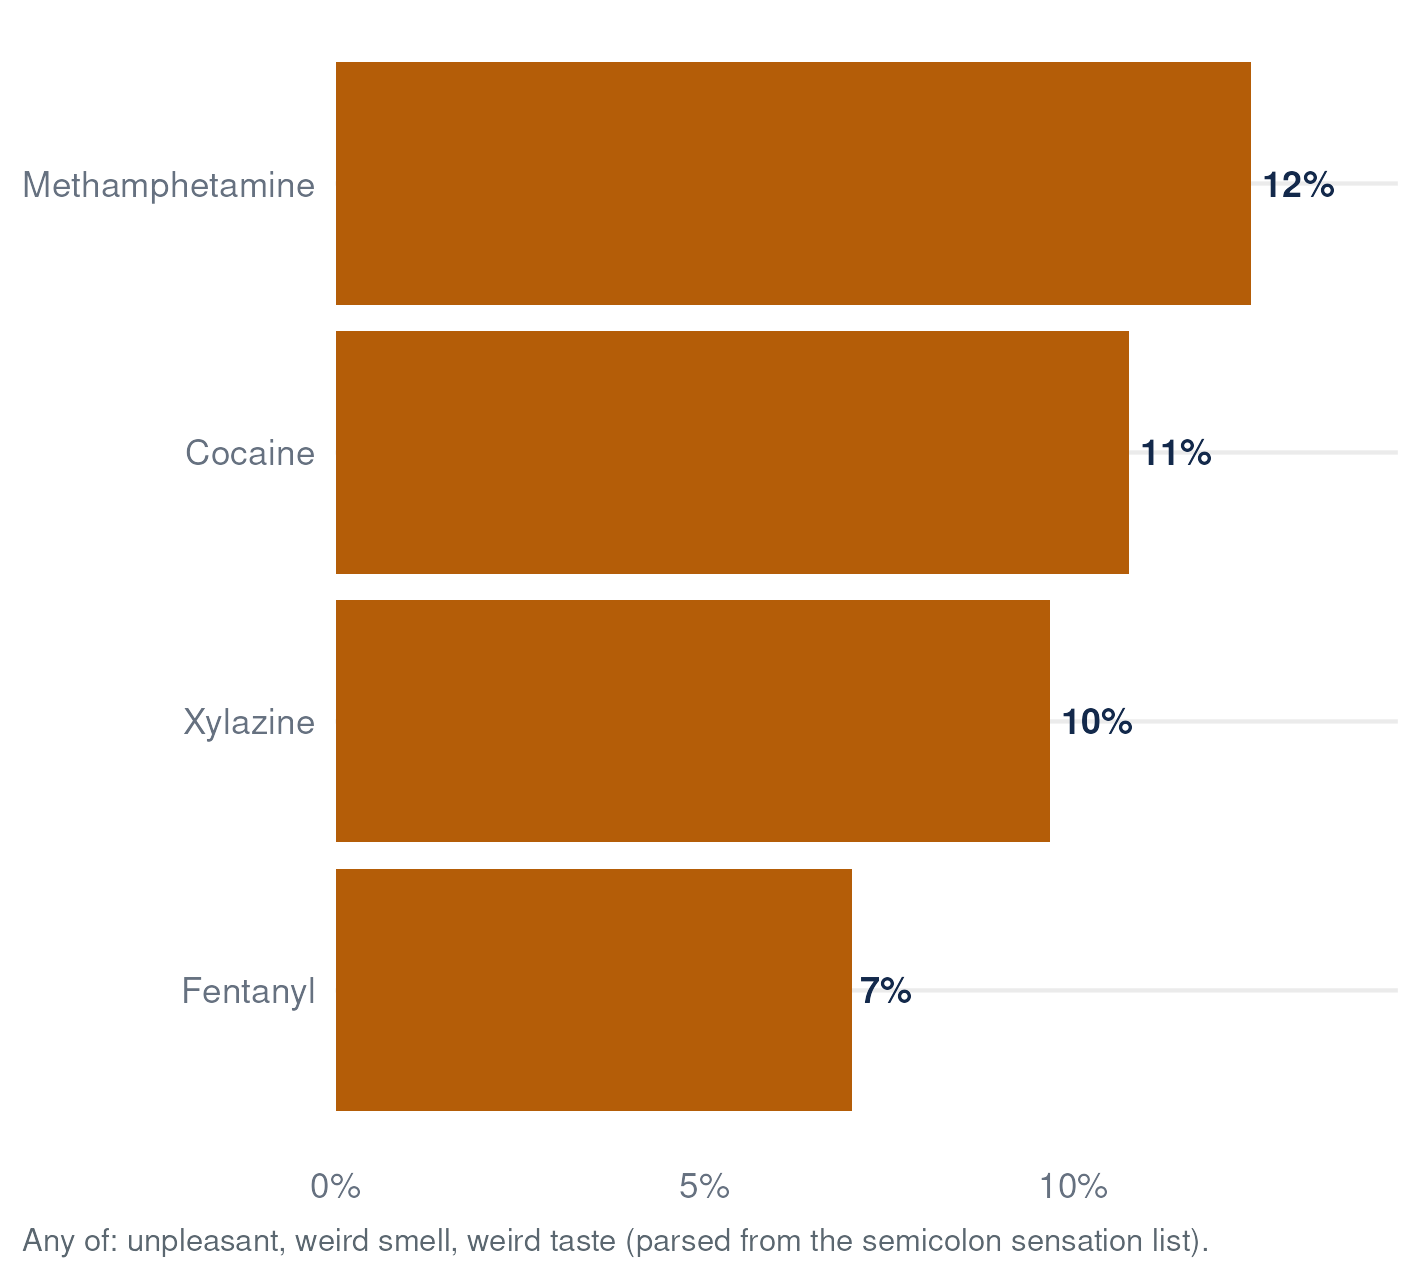 Methamphetamine 12%
Cocaine 11%
Xylazine 10%
Fentanyl 7%
0% 5% 10%
Any of: unpleasant, weird smell, weird taste (parsed from the semicolon sensation list).